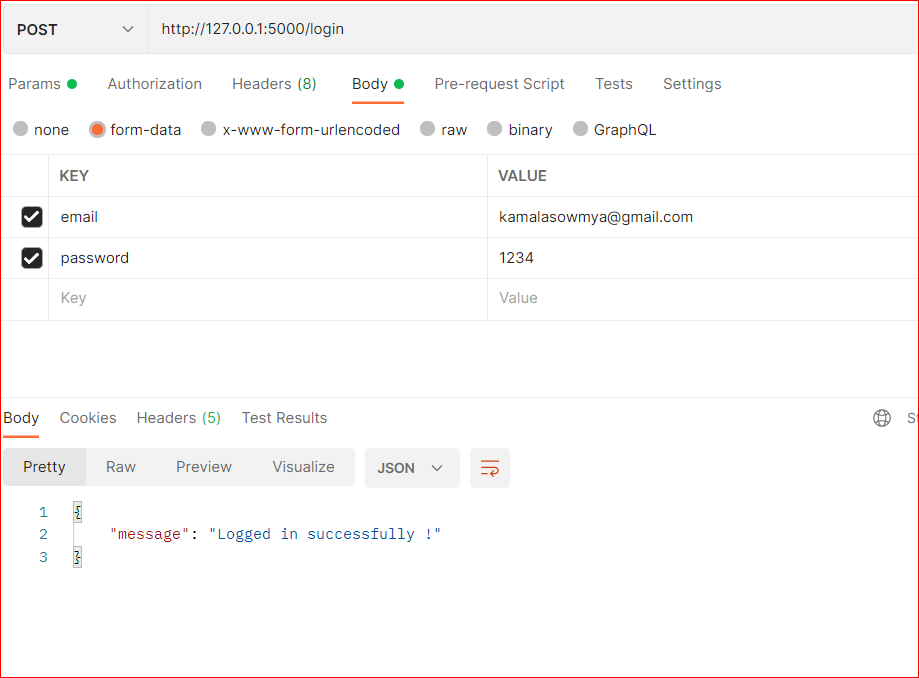 POST http://127.0.0.1:5000/login
Params Authorization Headers (8) Body Pre-request Script Tests Settings
none form-data x-www-form-urlencoded raw binary GraphQL
KEY VALUE
email kamalasowmya@gmail.com
password 1234
Key Value
Body Cookies Headers (5) Test Results
Pretty Raw Preview Visualize JSON
1 {
2 "message": "Logged in successfully !"
3 }